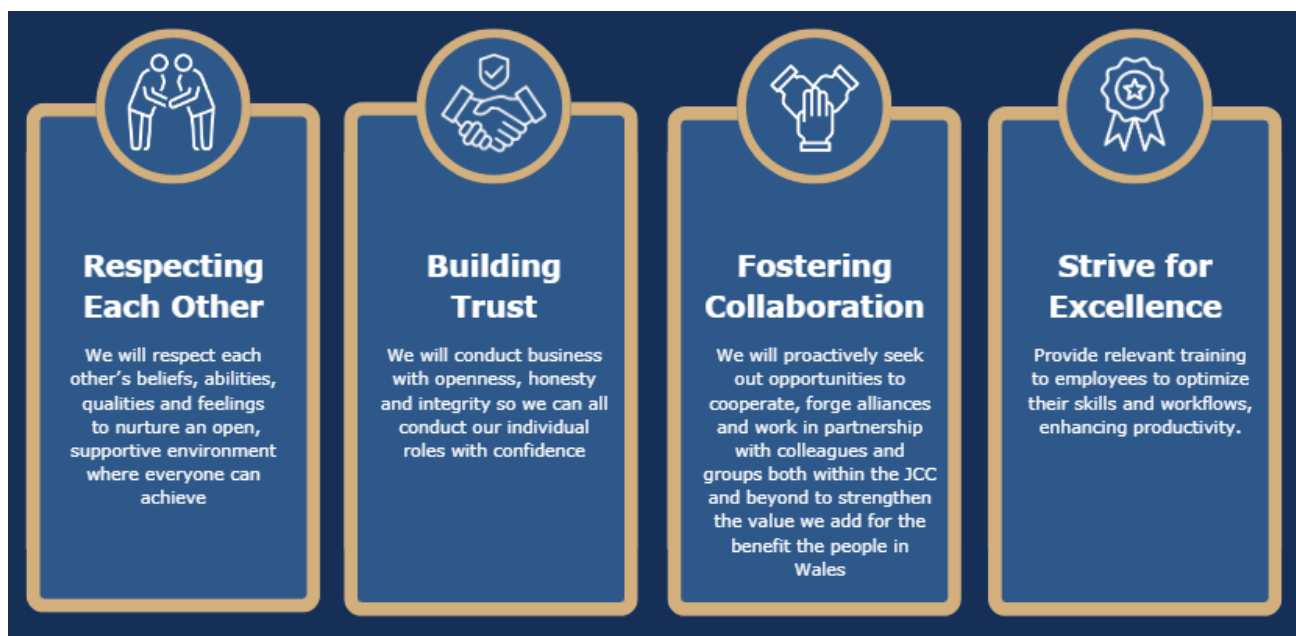 Respecting
Each Other
We will respect each
other’s beliefs, abilities,
qualities and feelings
to nurture an open,
supportive environment
where everyone can
achieve
Building
Trust
We will conduct business
with openness, honesty
and integrity so we can all
conduct our individual
roles with confidence
Fostering
Collaboration
We will proactively seek
out opportunities to
cooperate, forge alliances
and work in partnership
with colleagues and
groups both within the JCC
and beyond to strengthen
the value we add for the
benefit the people in
Wales
Strive for
Excellence
Provide relevant training
to employees to optimize
their skills and workflows,
enhancing productivity.